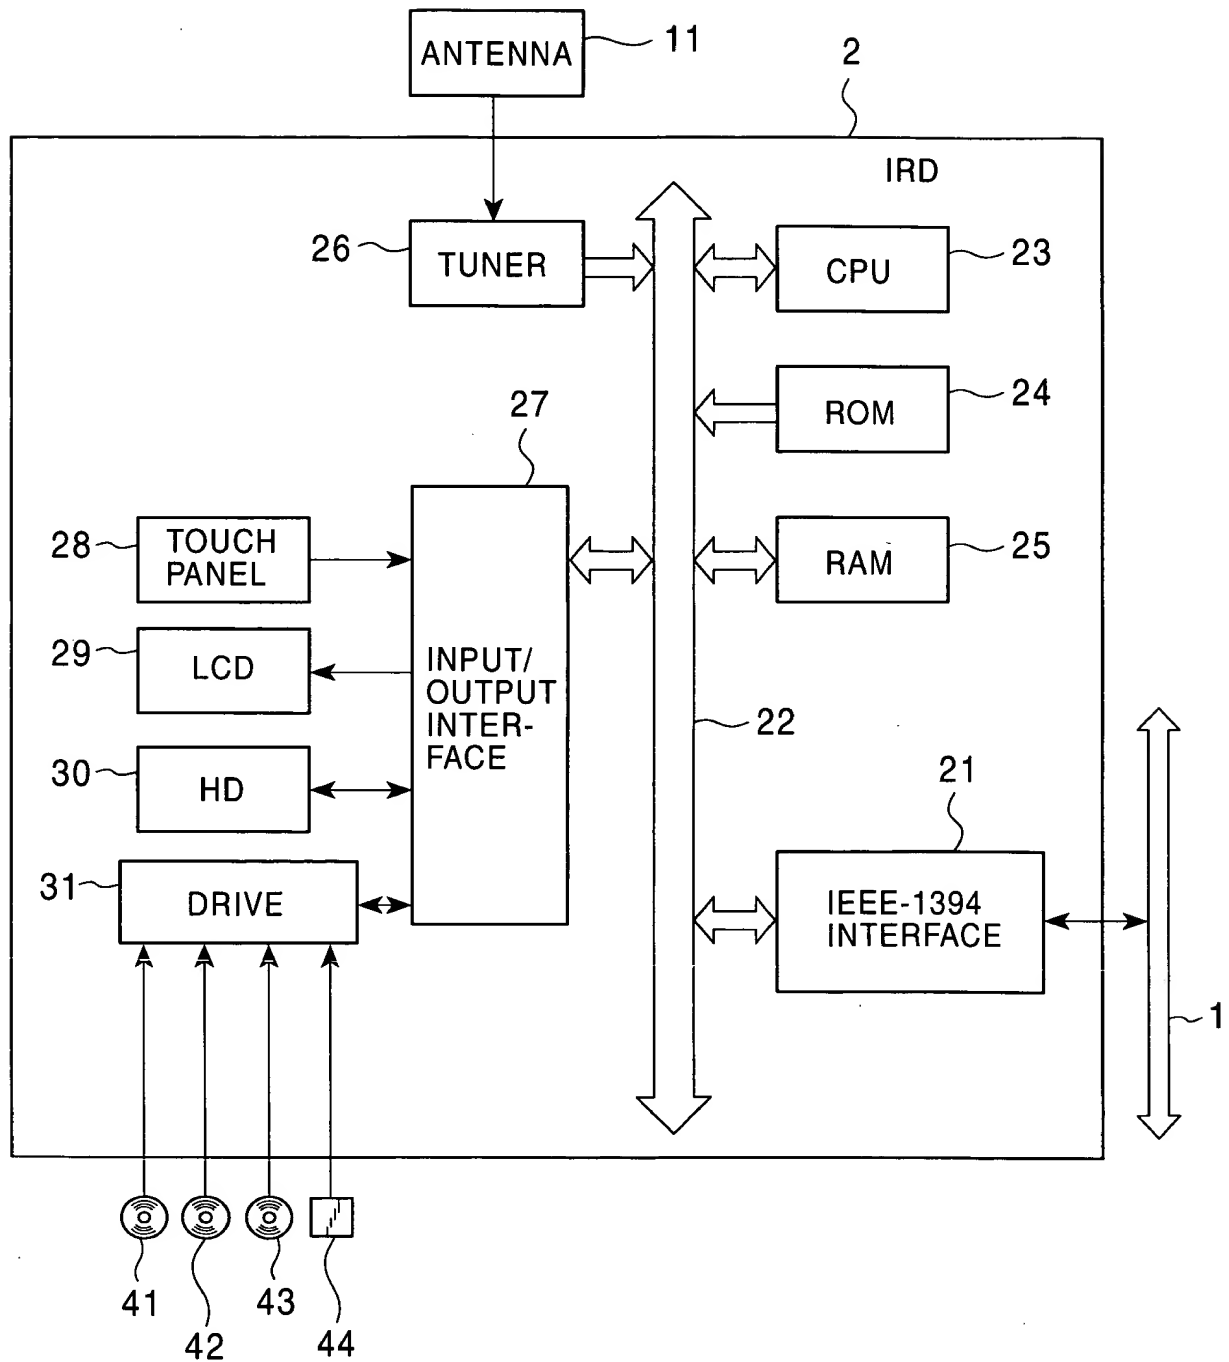 ANTENNA
11
2
IRD
26
TUNER
CPU
23
ROM
24
27
28
TOUCH
PANEL
RAM
25
29
LCD
INPUT/
OUTPUT
INTER-
FACE
22
30
HD
21
31
DRIVE
IEEE-1394
INTERFACE
1
41
42
43
44